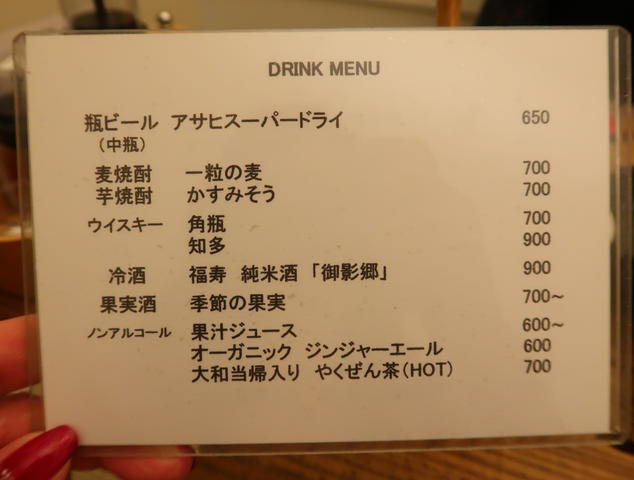 DRINK MENU
瓶ビール アサヒスーパードライ 650
（中瓶）
麦焼酎 一粒の麦 700
芋焼酎 かすみそう 700
ウイスキー 角瓶 700
知多 900
冷酒 福寿 純米酒 「御影郷」 900
果実酒 季節の果実 700～
ノンアルコール 果汁ジュース 600～
オーガニック ジンジャーエール 600
大和当帰入り やくぜん茶（HOT） 700